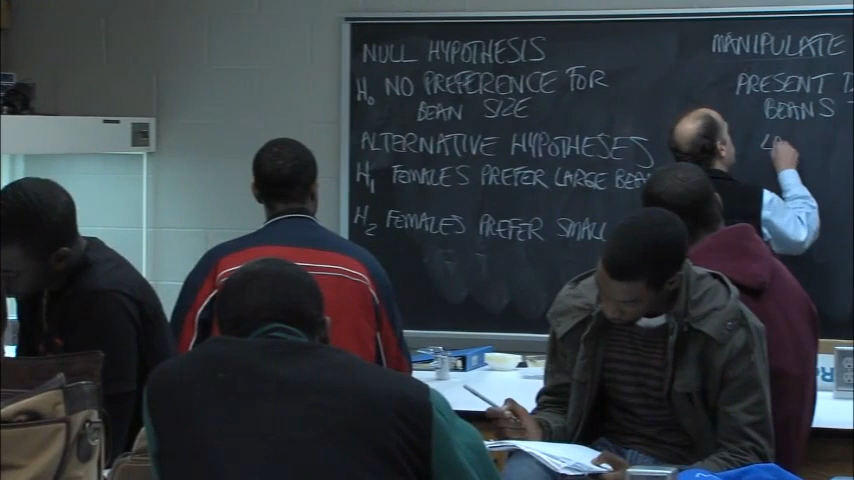 NULL HYPOTHESIS
H₀ NO PREFERENCE FOR
BEAN SIZE
ALTERNATIVE HYPOTHESES
H₁ FEMALES PREFER LARGE BEA
H₂ FEMALES PREFER SMALL
MANIPULATE
PRESENT
BEANS